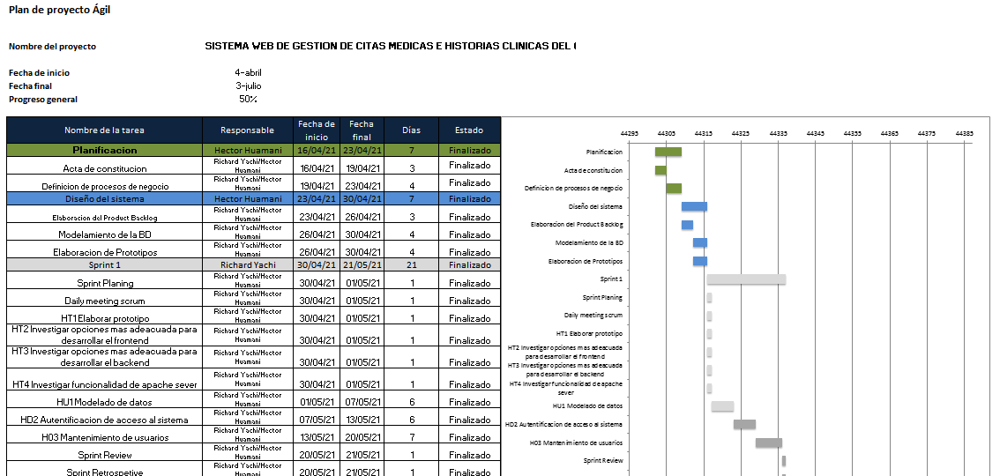 Plan de proyecto Ágil
Nombre del proyecto SISTEMA WEB DE GESTION DE CITAS MEDICAS E HISTORIAS CLINICAS DEL
Fecha de inicio 4-abril
Fecha final 3-julio
Progreso general 50%
Nombre de la tarea Responsable Fecha de inicio Fecha final Días Estado
Planificacion Hector Huamani 16/04/21 23/04/21 7 Finalizado
Acta de constitucion Richard Yachi/Hector Huamani 16/04/21 19/04/21 3 Finalizado
Definicion de procesos de negocio Richard Yachi/Hector Huamani 19/04/21 23/04/21 4 Finalizado
Diseño del sistema Hector Huamani 23/04/21 30/04/21 7 Finalizado
Elaboracion del Product Backlog Richard Yachi/Hector Huamani 23/04/21 26/04/21 3 Finalizado
Modelamiento de la BD Richard Yachi/Hector Huamani 26/04/21 30/04/21 4 Finalizado
Elaboracion de Prototipos Richard Yachi/Hector Huamani 26/04/21 30/04/21 4 Finalizado
Sprint 1 Richard Yachi 30/04/21 21/05/21 21 Finalizado
Sprint Planing Richard Yachi/Hector Huamani 30/04/21 01/05/21 1 Finalizado
Daily meeting scrum Richard Yachi/Hector Huamani 30/04/21 01/05/21 1 Finalizado
HT1 Elaborar prototipo Richard Yachi/Hector Huamani 30/04/21 01/05/21 1 Finalizado
HT2 Investigar opciones mas adeacuada para desarrollar el frontend Richard Yachi/Hector Huamani 30/04/21 01/05/21 1 Finalizado
HT3 Investigar opciones mas adeacuada para desarrollar el backend Richard Yachi/Hector Huamani 30/04/21 01/05/21 1 Finalizado
HT4 Investigar funcionalidad de apache sever Richard Yachi/Hector Huamani 30/04/21 01/05/21 1 Finalizado
HU1 Modelado de datos Richard Yachi/Hector Huamani 01/05/21 07/05/21 6 Finalizado
HD2 Autentificacion de acceso al sistema Richard Yachi/Hector Huamani 07/05/21 13/05/21 6 Finalizado
H03 Mantenimiento de usuarios Richard Yachi/Hector Huamani 13/05/21 20/05/21 7 Finalizado
Sprint Review Richard Yachi/Hector Huamani 20/05/21 21/05/21 1 Finalizado
Sprint Retrospetive Richard Yachi/Hector Huamani 20/05/21 21/05/21 1 Finalizado
44295 44305 44315 44325 44335 44345 44355 44365 44375 44385
Planificacion
Acta de constitucion
Definicion de procesos de negocio
Diseño del sistema
Elaboracion del Product Backlog
Modelamiento de la BD
Elaboracion de Prototipos
Sprint 1
Sprint Planing
Daily meeting scrum
HT1 Elaborar prototipo
HT2 Investigar opciones mas adeacuada
para desarrollar el frontend
HT3 Investigar opciones mas adeacuada
para desarrollar el backend
HT4 Investigar funcionalidad de apache
sever
HU1 Modelado de datos
HD2 Autentificacion de acceso al sistema
H03 Mantenimiento de usuarios
Sprint Review